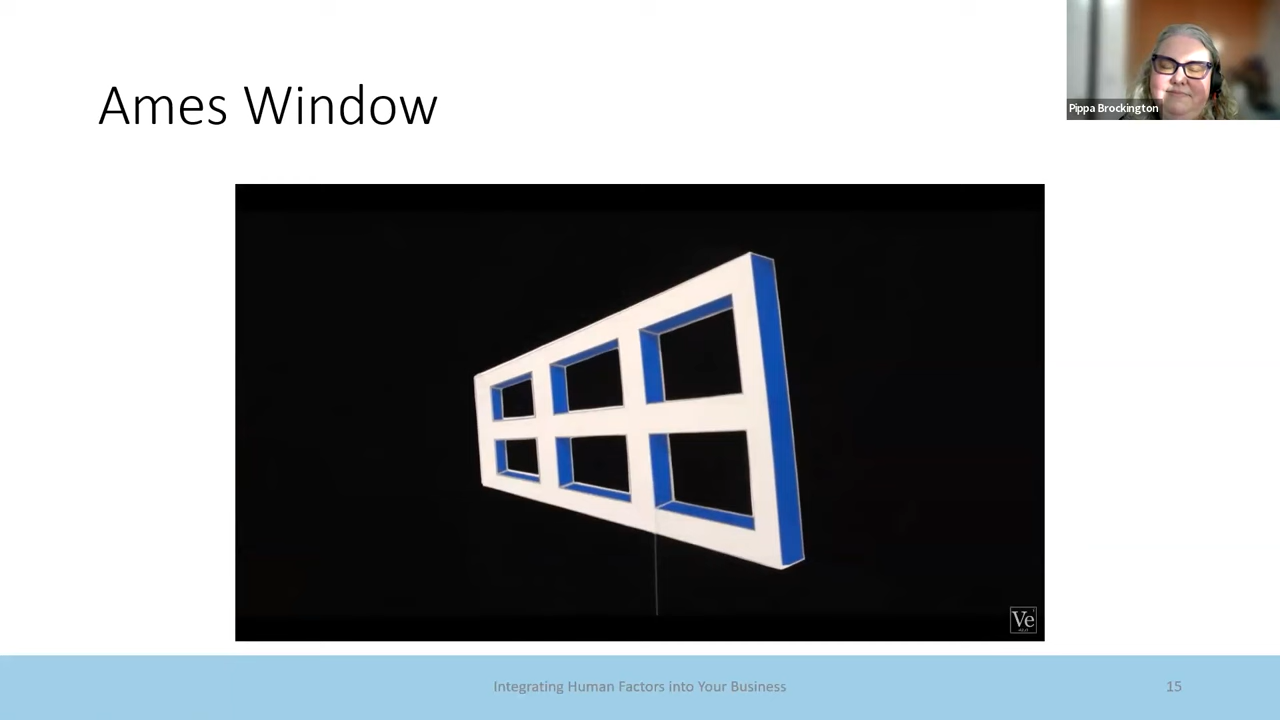 Ames Window
Pippa Brockington
Ve
Integrating Human Factors into Your Business
15